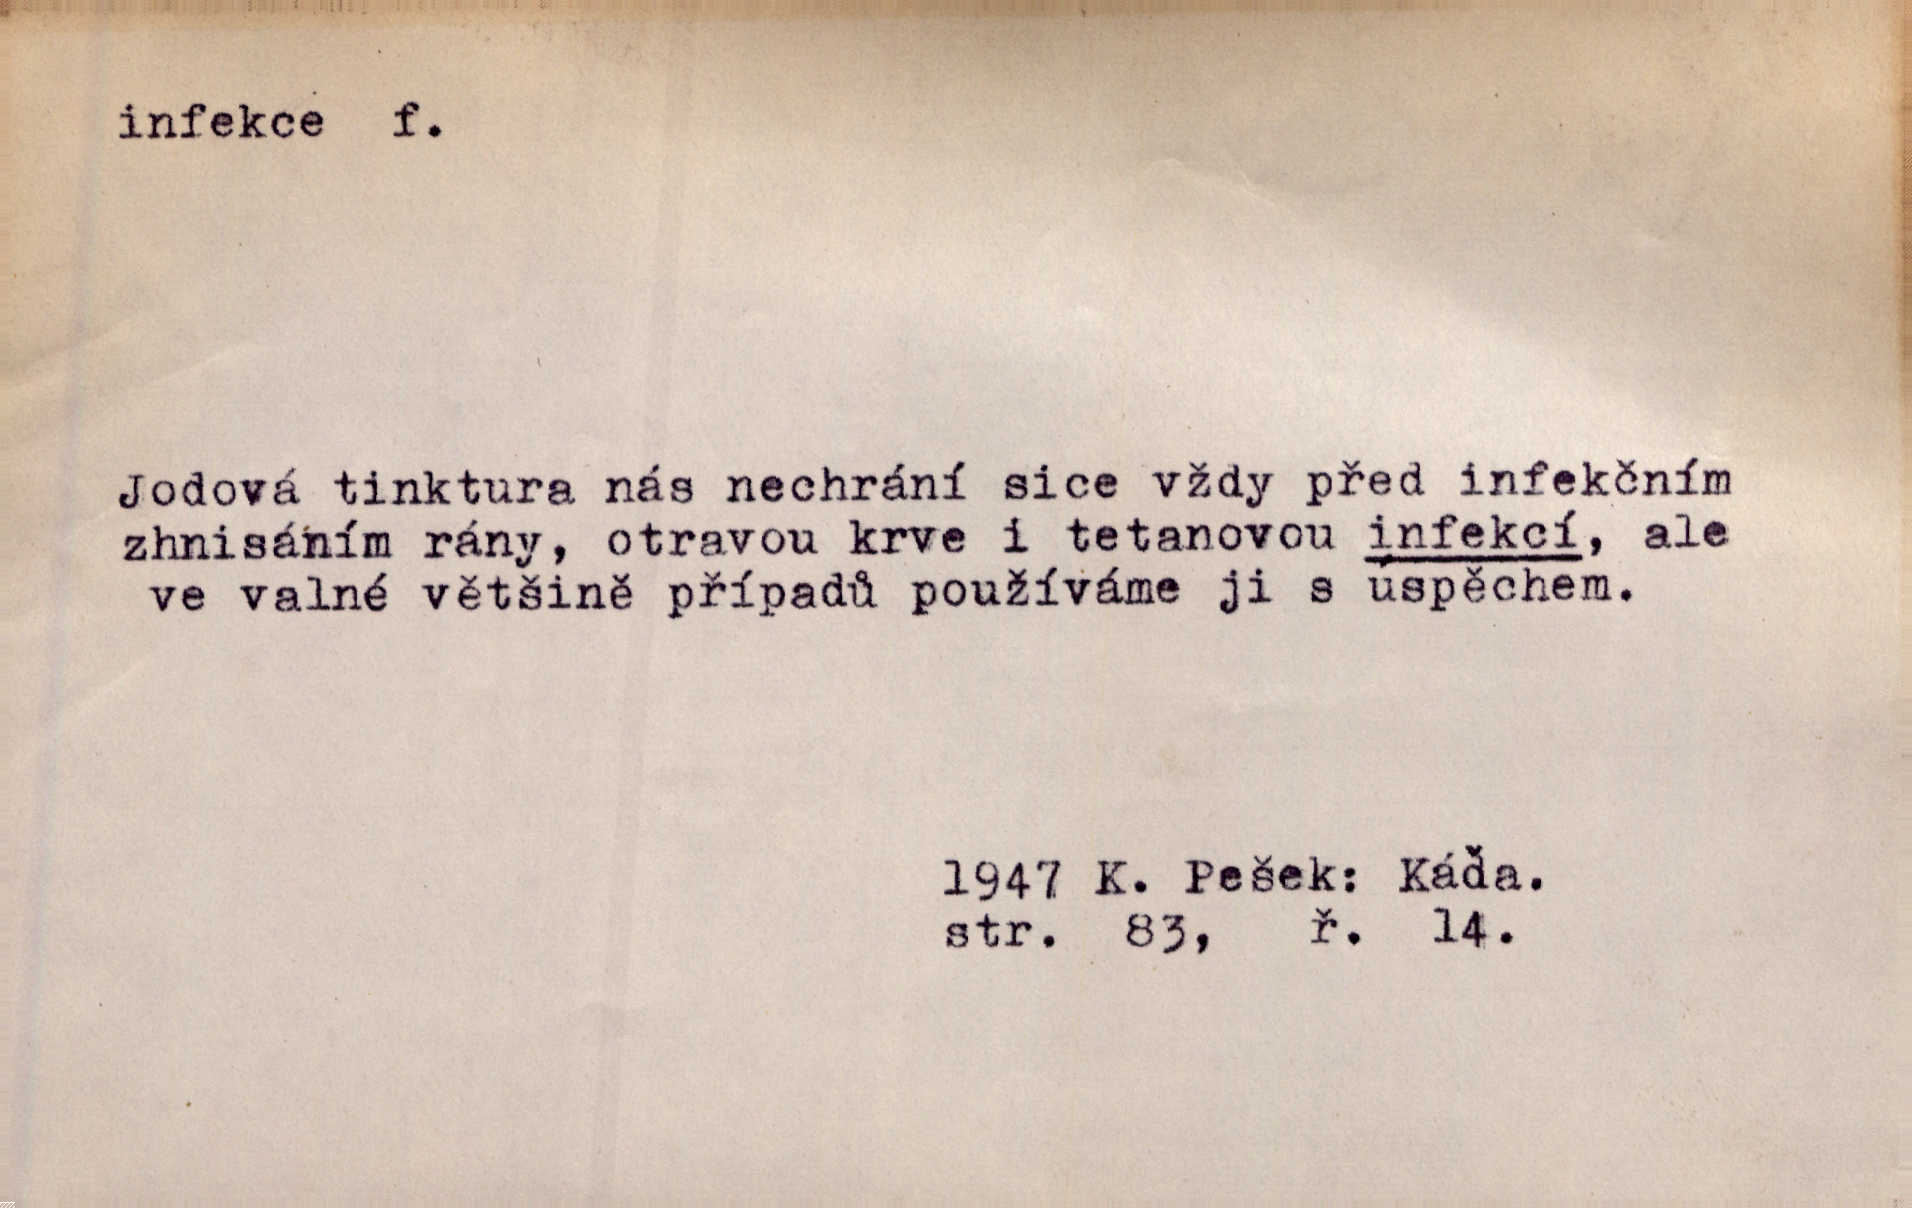 infekce f.
Jodová tinktura nás nechrání sice vždy před infekčním
zhnisáním rány, otravou krve i tetanovou infekcí, ale
ve valné většině případů používáme ji s úspěchem.
1947 K. Pešek: Káďa.
str. 83, ř. 14.